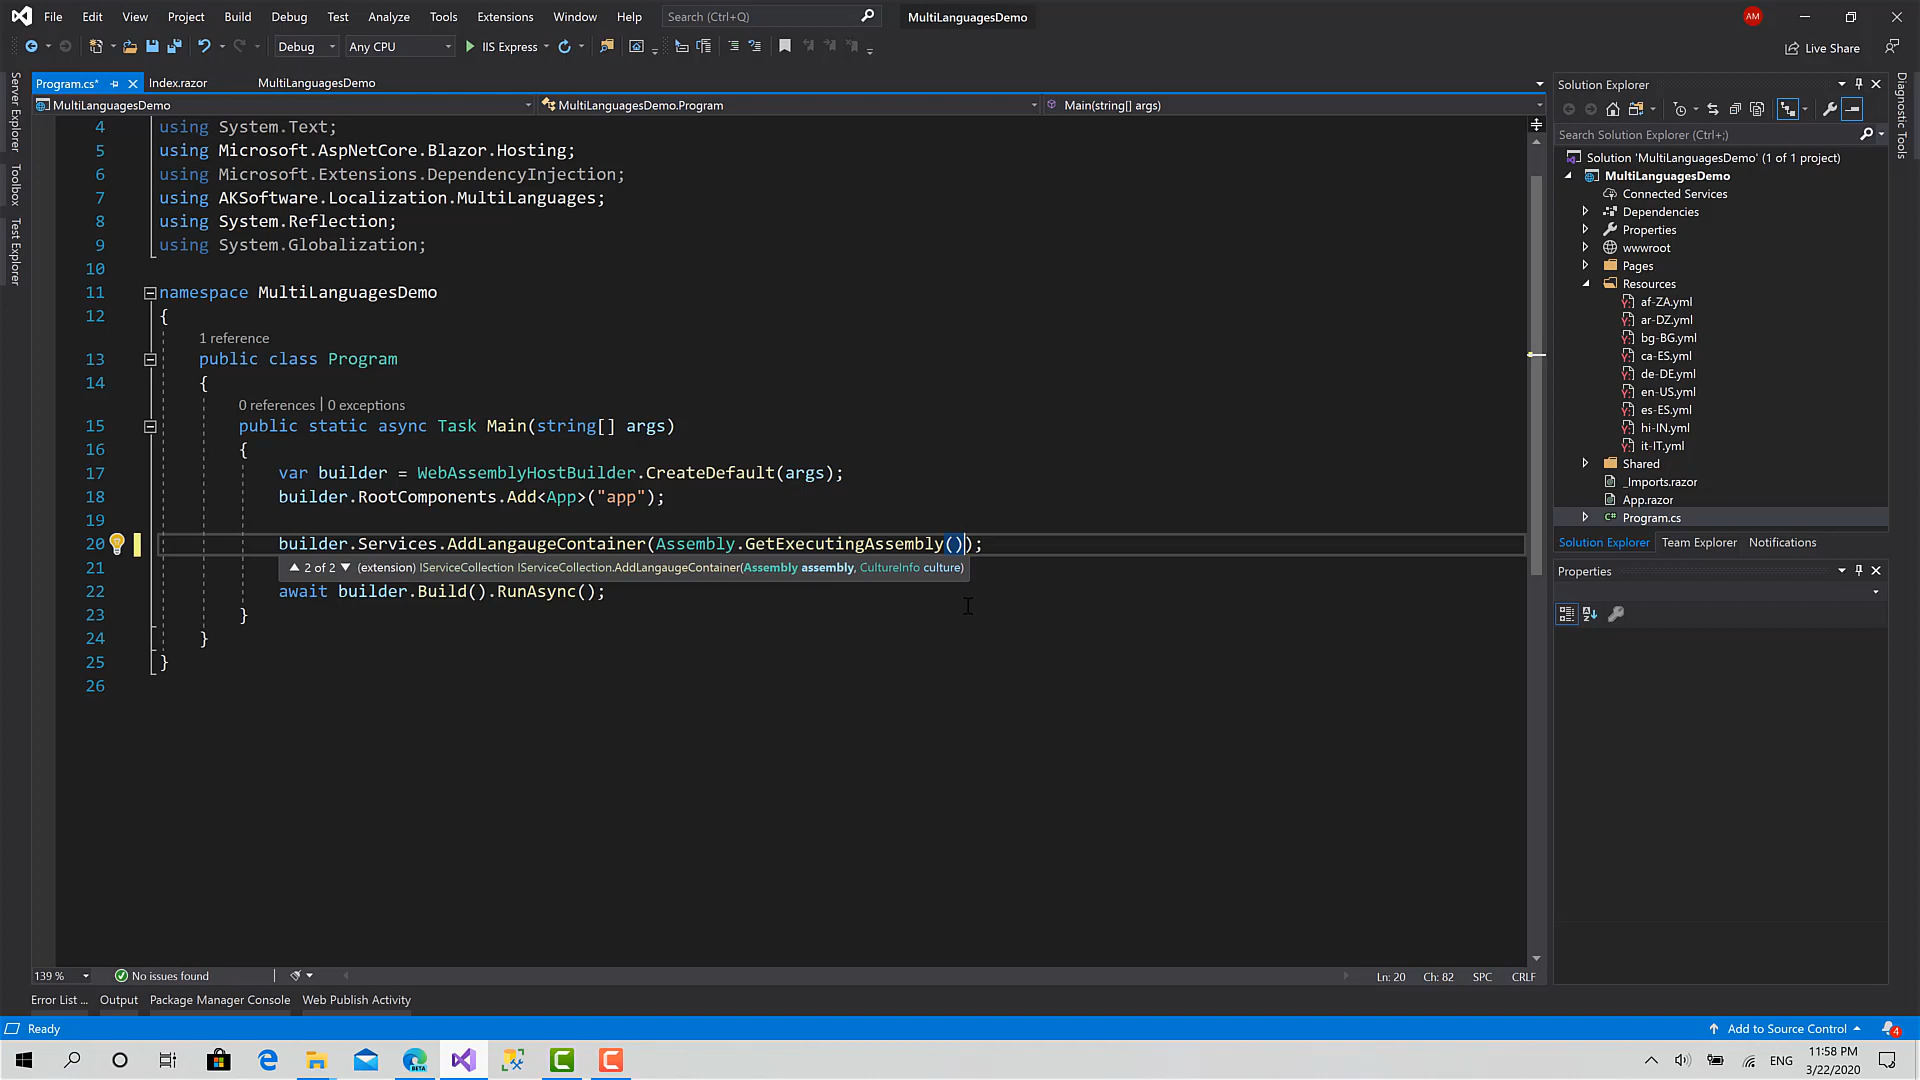 File Edit View Project Build Debug Test Analyze Tools Extensions Window Help Search (Ctrl+Q) MultiLanguagesDemo AM
Debug Any CPU IIS Express Live Share
Server Explorer
Toolbox
Test Explorer
Program.cs* Index.razor MultiLanguagesDemo
MultiLanguagesDemo MultiLanguagesDemo.Program Main(string[] args)
4 using System.Text;
5 using Microsoft.AspNetCore.Blazor.Hosting;
6 using Microsoft.Extensions.DependencyInjection;
7 using AKSoftware.Localization.MultiLanguages;
8 using System.Reflection;
9 using System.Globalization;
10
11 namespace MultiLanguagesDemo
12 {
1 reference
13 public class Program
14 {
0 references | 0 exceptions
15 public static async Task Main(string[] args)
16 {
17 var builder = WebAssemblyHostBuilder.CreateDefault(args);
18 builder.RootComponents.Add<App>("app");
19
20 builder.Services.AddLangaugeContainer(Assembly.GetExecutingAssembly());
21 2 of 2 (extension) IServiceCollection IServiceCollection.AddLangaugeContainer(Assembly assembly, CultureInfo culture)
22 await builder.Build().RunAsync();
23 }
24 }
25 }
26
139 % No issues found Ln: 20 Ch: 82 SPC CRLF
Error List ... Output Package Manager Console Web Publish Activity
Solution Explorer
Search Solution Explorer (Ctrl+;)
Solution 'MultiLanguagesDemo' (1 of 1 project)
MultiLanguagesDemo
Connected Services
Dependencies
Properties
wwwroot
Pages
Resources
af-ZA.yml
ar-DZ.yml
bg-BG.yml
ca-ES.yml
de-DE.yml
en-US.yml
es-ES.yml
hi-IN.yml
it-IT.yml
Shared
_Imports.razor
App.razor
C# Program.cs
Solution Explorer Team Explorer Notifications
Properties
Diagnostic Tools
Ready Add to Source Control 4
BETA ENG 11:58 PM
3/22/2020